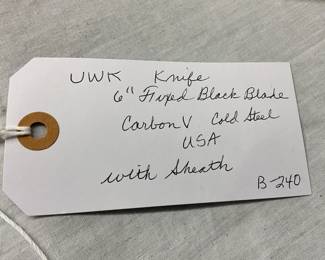 UWK Knife
6" Fixed Black Blade
Carbon V Cold Steel
USA
with Sheath
B-240